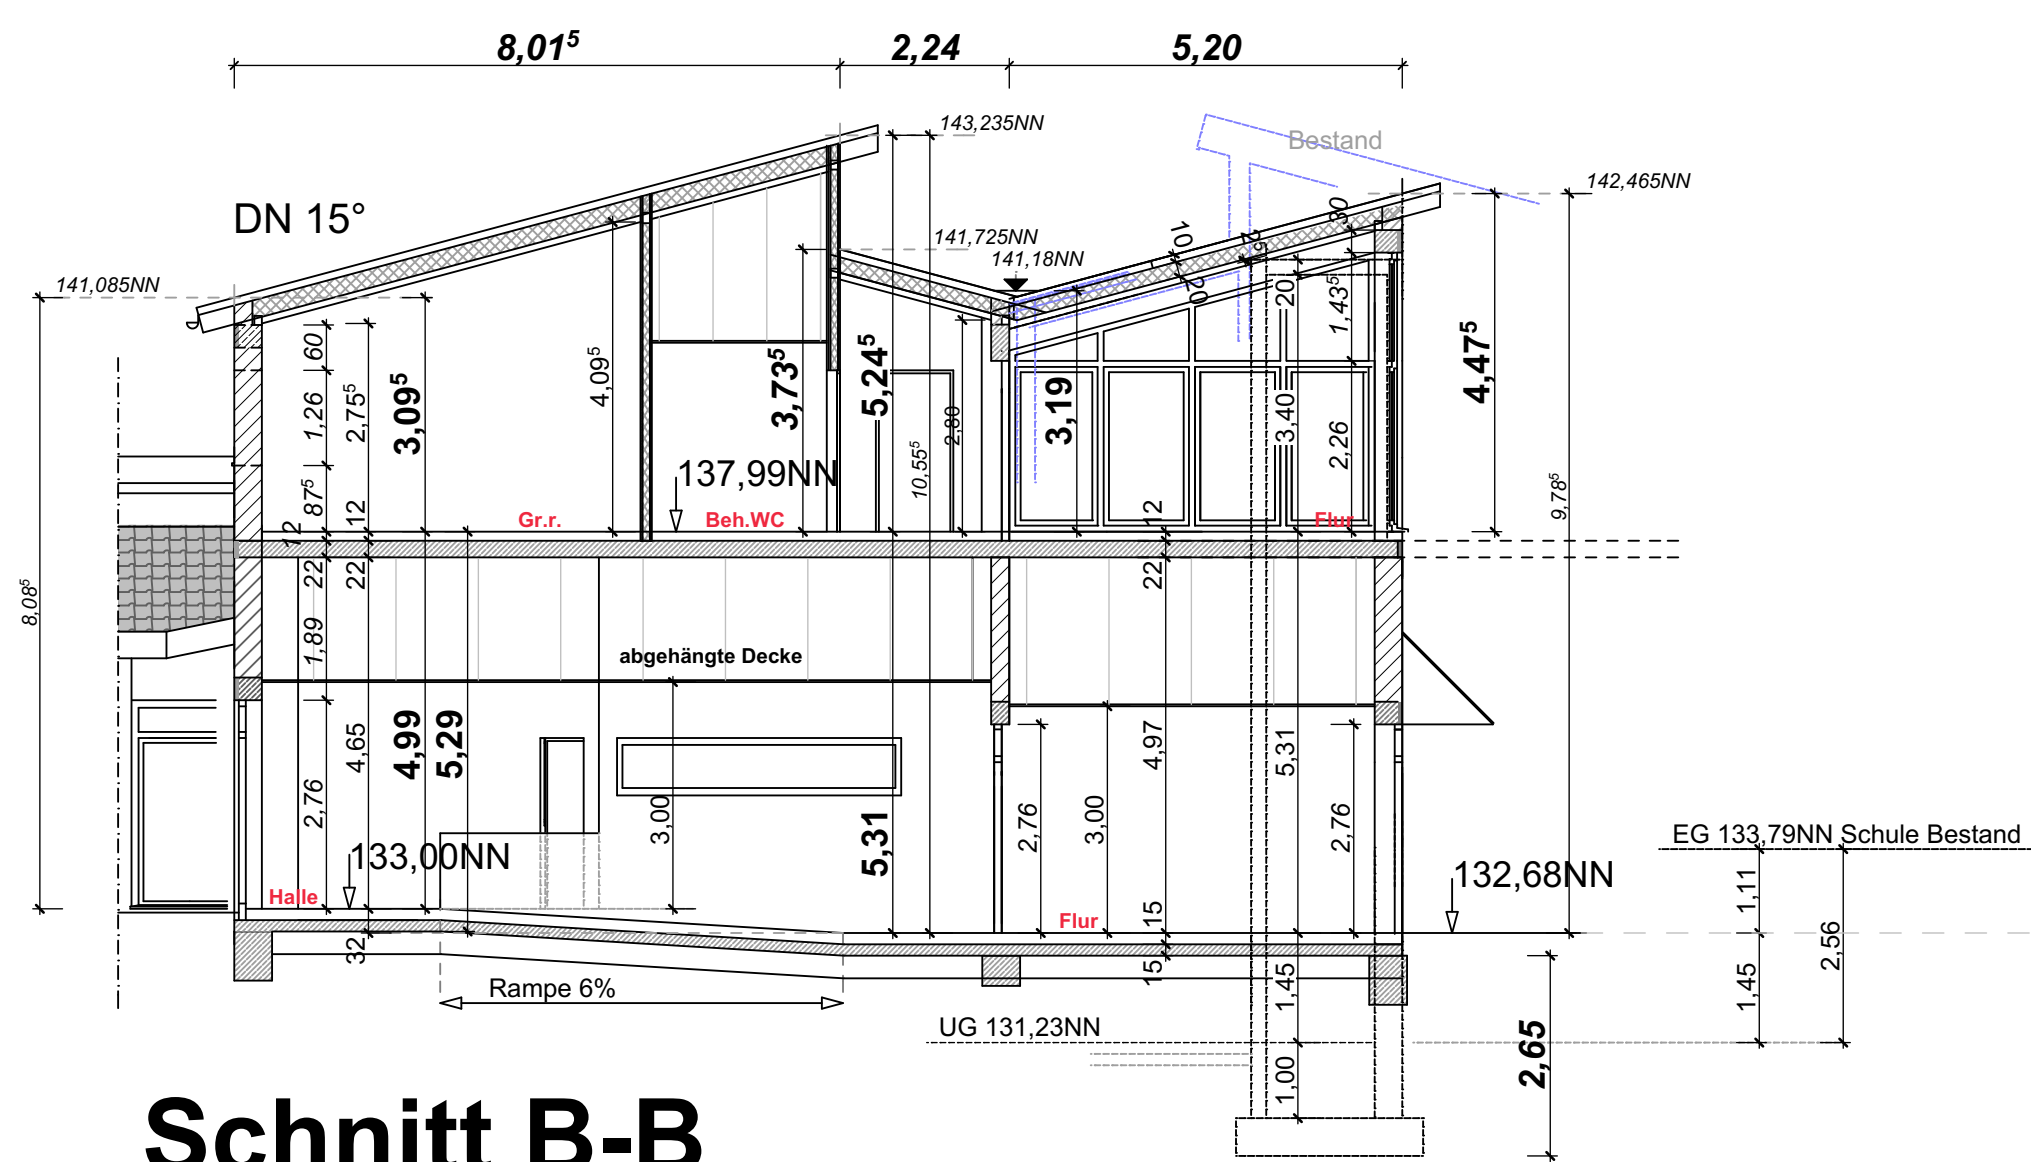 8,01⁵ 2,24 5,20
143,235NN
Bestand
142,465NN
DN 15°
141,725NN
141,18NN
141,085NN
10
2⁵
30
20
20
1,43⁵
60
1,26
2,75⁵
3,09⁵
4,09⁵
3,73⁵
5,24⁵
2,80
3,19
3,40
2,26
4,47⁵
87⁵
12
12
10,55⁵
9,78⁵
137,99NN
12
Gr.r.
Beh.WC
Flur
22
22
22
8,08⁵
1,89
abgehängte Decke
4,65
4,99
5,29
2,76
3,00
5,31
2,76
3,00
4,97
5,31
2,76
EG 133,79NN Schule Bestand
133,00NN
132,68NN
Halle
Flur
15
1,11
32
15
1,45
1,45
2,56
Rampe 6%
UG 131,23NN
1,00
2,65
Schnitt B-B